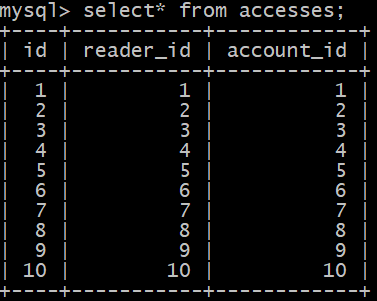 mysql> select* from accesses;
+----+-----------+------------+
| id | reader_id | account_id |
+----+-----------+------------+
|  1 |         1 |          1 |
|  2 |         2 |          2 |
|  3 |         3 |          3 |
|  4 |         4 |          4 |
|  5 |         5 |          5 |
|  6 |         6 |          6 |
|  7 |         7 |          7 |
|  8 |         8 |          8 |
|  9 |         9 |          9 |
| 10 |        10 |         10 |
+----+-----------+------------+